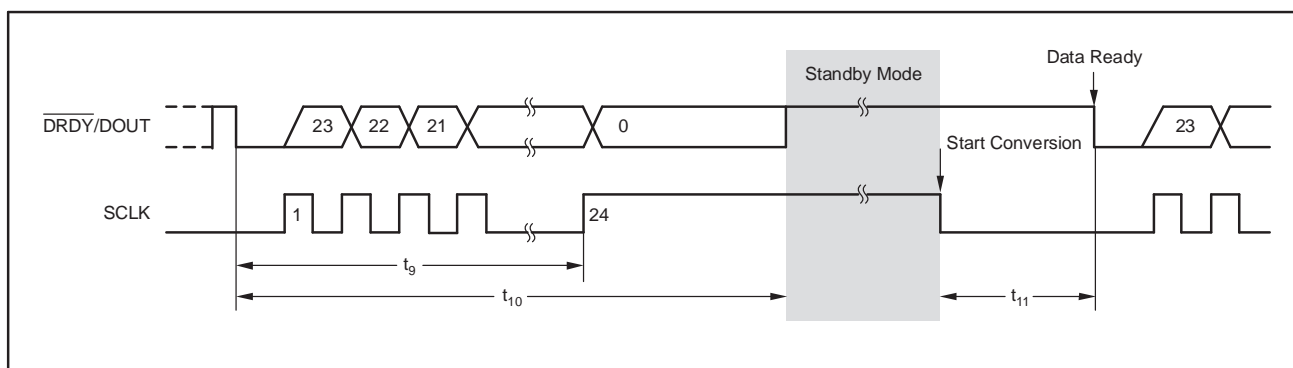 Data Ready
Standby Mode
DRDY/DOUT 23 22 21 0 23
Start Conversion
SCLK 1 24
t9
t10 t11